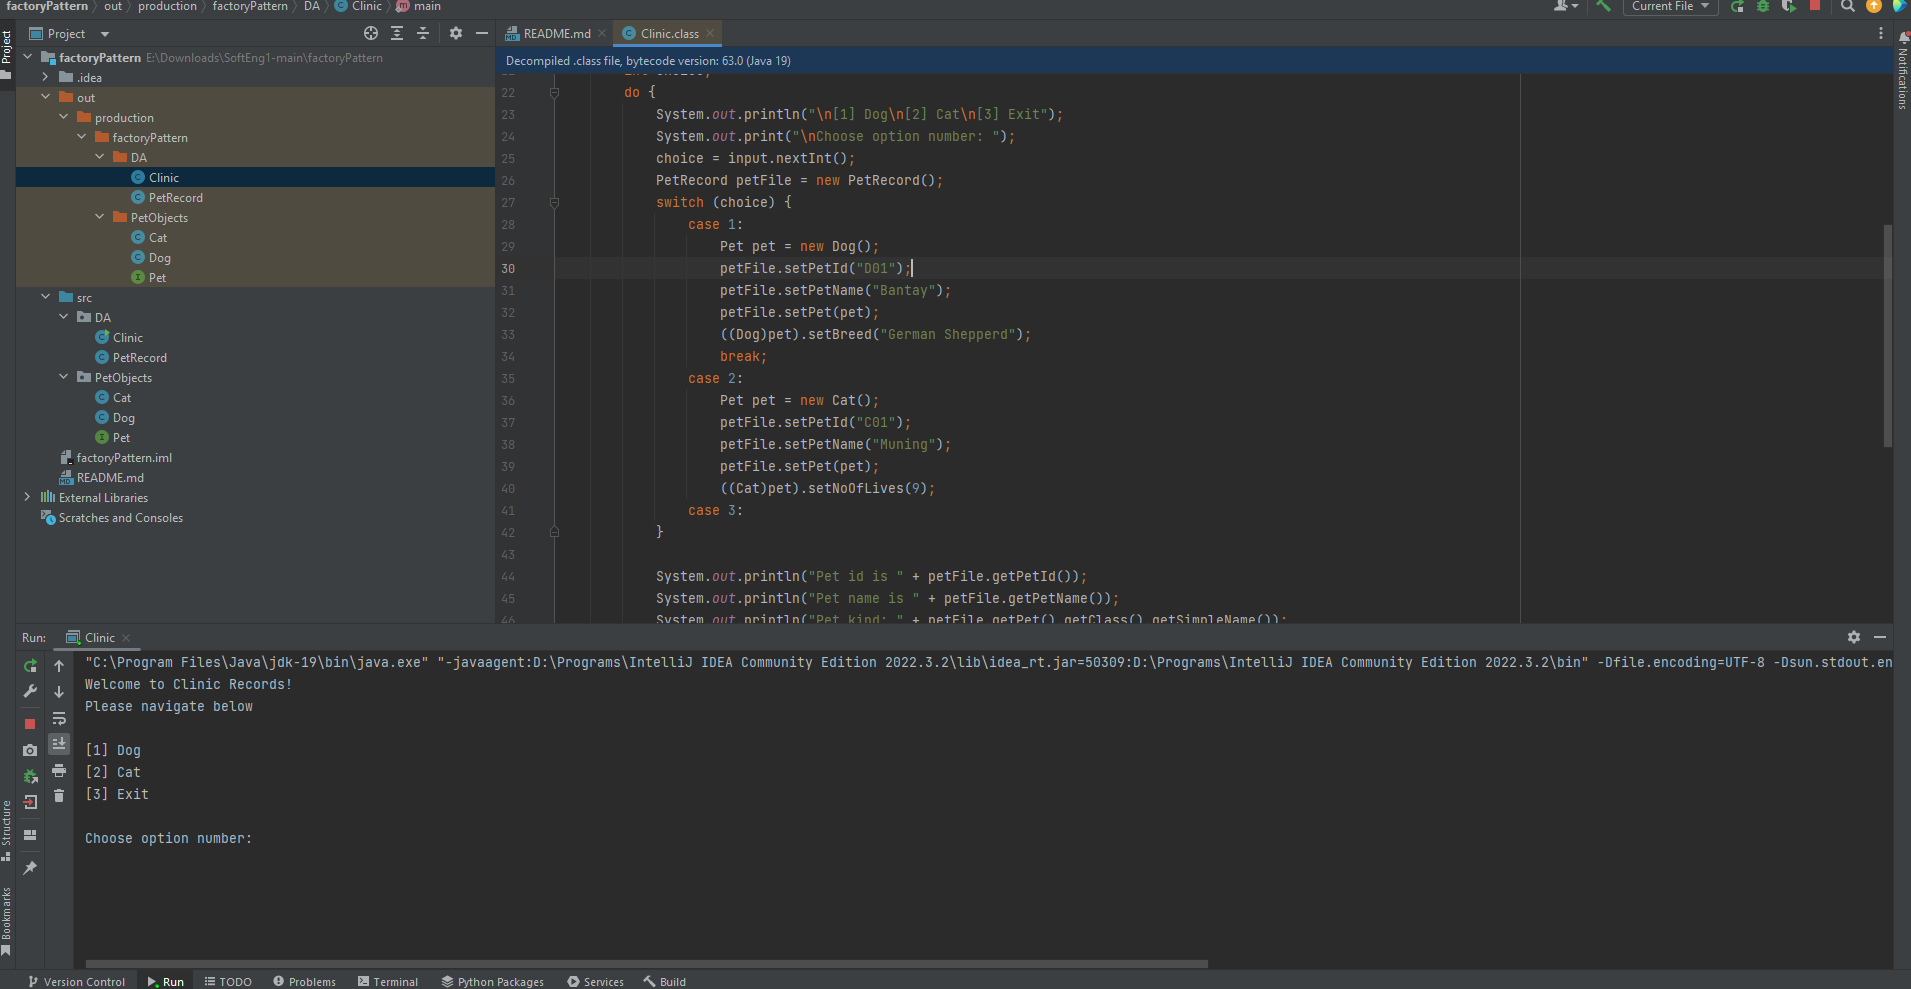 factoryPattern 〉 out 〉 production 〉 factoryPattern 〉 DA 〉 Clinic 〉 main
Current File
Project
Project
factoryPattern E:\Downloads\SoftEng1-main\factoryPattern
.idea
out
production
factoryPattern
DA
Clinic
PetRecord
PetObjects
Cat
Dog
Pet
src
DA
Clinic
PetRecord
PetObjects
Cat
Dog
Pet
factoryPattern.iml
README.md
External Libraries
Scratches and Consoles
README.md
Clinic.class
Notifications
Decompiled .class file, bytecode version: 63.0 (Java 19)
22 do {
23 System.out.println("\n[1] Dog\n[2] Cat\n[3] Exit");
24 System.out.print("\nChoose option number: ");
25 choice = input.nextInt();
26 PetRecord petFile = new PetRecord();
27 switch (choice) {
28 case 1:
29 Pet pet = new Dog();
30 petFile.setPetId("D01");
31 petFile.setPetName("Bantay");
32 petFile.setPet(pet);
33 ((Dog)pet).setBreed("German Shepperd");
34 break;
35 case 2:
36 Pet pet = new Cat();
37 petFile.setPetId("C01");
38 petFile.setPetName("Muning");
39 petFile.setPet(pet);
40 ((Cat)pet).setNoOfLives(9);
41 case 3:
42 }
43
44 System.out.println("Pet id is " + petFile.getPetId());
45 System.out.println("Pet name is " + petFile.getPetName());
46 System.out.println("Pet kind: " + petFile.getPet().getClass().getSimpleName());
Run: Clinic
"C:\Program Files\Java\jdk-19\bin\java.exe" "-javaagent:D:\Programs\IntelliJ IDEA Community Edition 2022.3.2\lib\idea_rt.jar=50309:D:\Programs\IntelliJ IDEA Community Edition 2022.3.2\bin" -Dfile.encoding=UTF-8 -Dsun.stdout.en
Welcome to Clinic Records!
Please navigate below
[1] Dog
[2] Cat
[3] Exit
Choose option number:
Structure
Bookmarks
Version Control
Run
TODO
Problems
Terminal
Python Packages
Services
Build